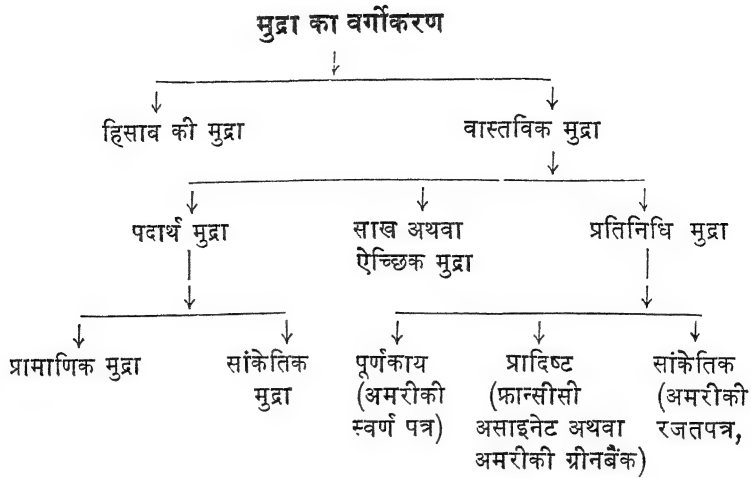 मुद्रा का वर्गीकरण
हिसाब की मुद्रा वास्तविक मुद्रा
पदार्थ मुद्रा साख अथवा प्रतिनिधि मुद्रा
ऐच्छिक मुद्रा
प्रामाणिक मुद्रा सांकेतिक पूर्णकाय प्रादिष्ट सांकेतिक
मुद्रा (अमरीकी (फ्रान्सीसी (अमरीकी
स्वर्ण पत्र) असाइनेट अथवा रजतपत्र,
अमरीकी ग्रीनबैंक)